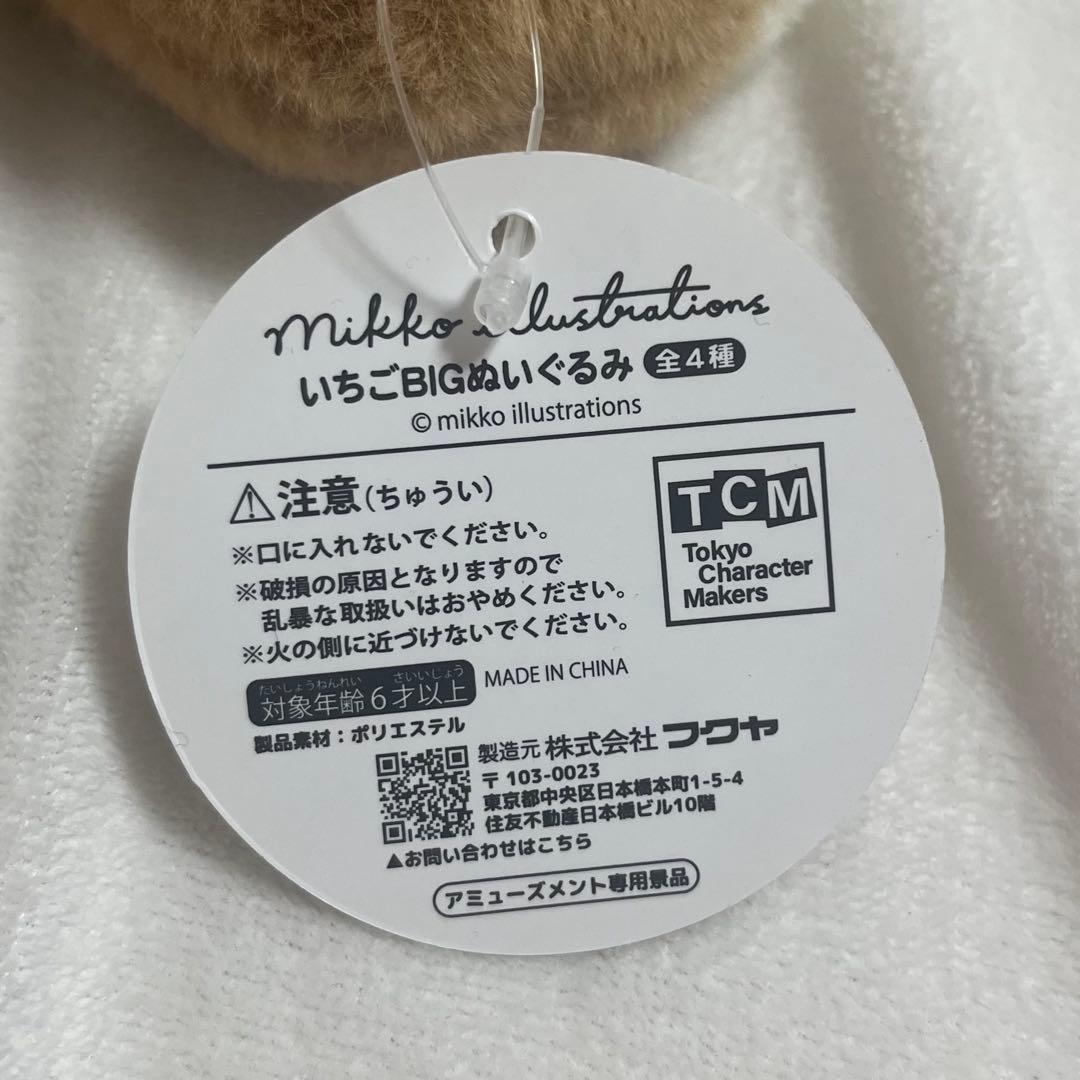 mikko illustrations
いちごBIGぬいぐるみ 全4種
© mikko illustrations
⚠注意(ちゅうい)
※口に入れないでください。
※破損の原因となりますので
乱暴な取扱いはおやめください。
※火の側に近づけないでください。
TCM
Tokyo
Character
Makers
たいしょうねんれい さいいじょう
対象年齢6才以上
MADE IN CHINA
製品素材:ポリエステル
製造元 株式会社 フクヤ
〒103-0023
東京都中央区日本橋本町1-5-4
住友不動産日本橋ビル10階
▲お問い合わせはこちら
アミューズメント専用景品